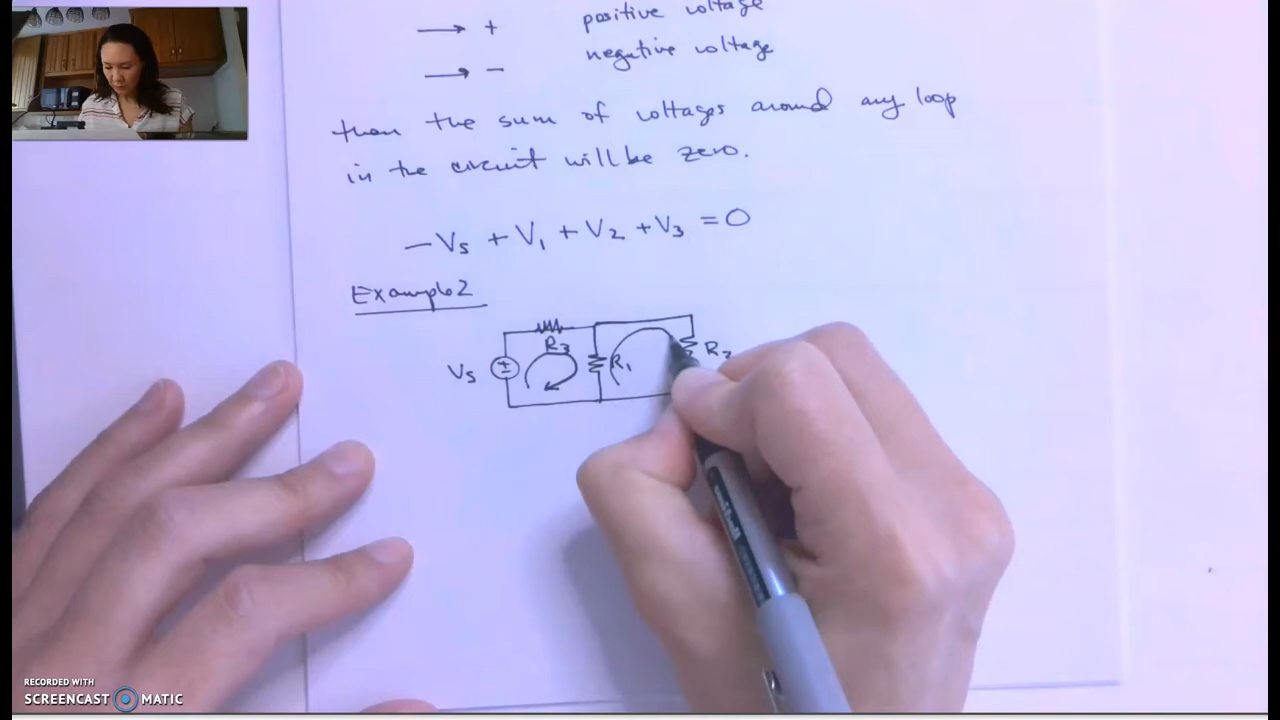 → + positive voltage
→ − negative voltage
then the sum of voltages around any loop
in the circuit will be zero.
−Vs + V1 + V2 + V3 = 0
Example 2
R3
Vs ± R1 R2
RECORDED WITH
SCREENCAST MATIC